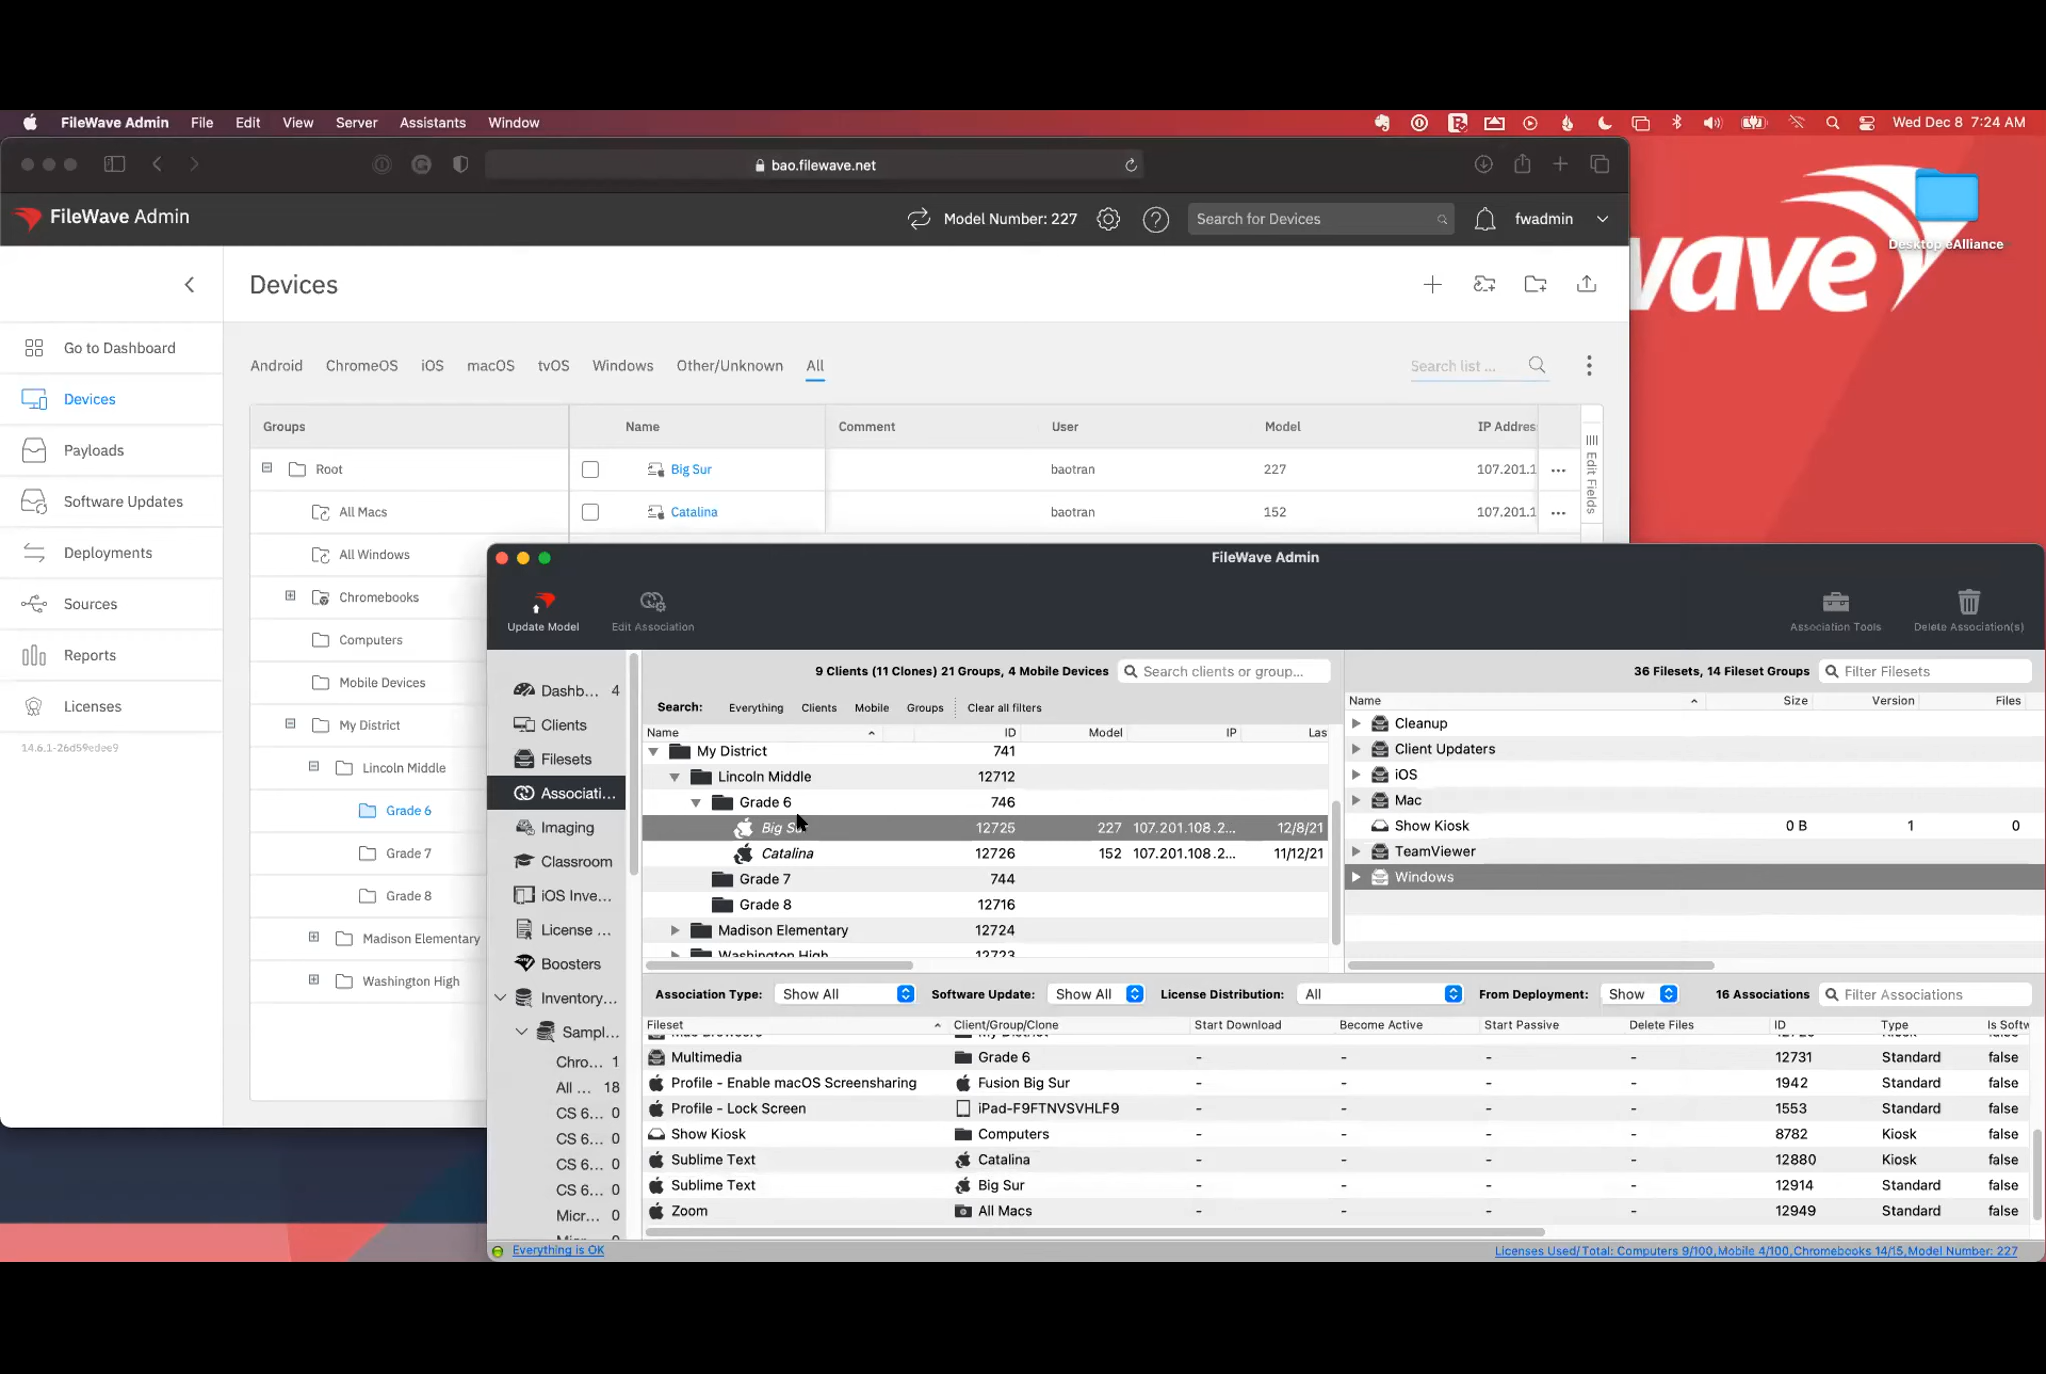 FileWave Admin File Edit View Server Assistants Window Wed Dec 8 7:24 AM
bao.filewave.net
FileWave Admin Model Number: 227 Search for Devices fwadmin
wave
Desktop eAlliance
Devices
Go to Dashboard
Devices
Payloads
Software Updates
Deployments
Sources
Reports
Licenses
14.6.1-26d59edee9
Android ChromeOS iOS macOS tvOS Windows Other/Unknown All Search list ...
Groups Name Comment User Model IP Addres
Edit Fields
Root
All Macs
All Windows
Chromebooks
Computers
Mobile Devices
My District
Lincoln Middle
Grade 6
Grade 7
Grade 8
Madison Elementary
Washington High
Big Sur baotran 227 107.201.1
Catalina baotran 152 107.201.1
FileWave Admin
Update Model Edit Association Association Tools Delete Association(s)
Dashb... 4
Clients
Filesets
Associati...
Imaging
Classroom
iOS Inve...
License ...
Boosters
Inventory...
Sampl...
Chro... 1
All ... 18
CS 6... 0
CS 6... 0
CS 6... 0
CS 6... 0
Micr... 0
9 Clients (11 Clones) 21 Groups, 4 Mobile Devices Search clients or group...
Search: Everything Clients Mobile Groups Clear all filters
Name ID Model IP Las
My District 741
Lincoln Middle 12712
Grade 6 746
Big S 12725 227 107.201.108.2... 12/8/21
Catalina 12726 152 107.201.108.2... 11/12/21
Grade 7 744
Grade 8 12716
Madison Elementary 12724
Washington High 12723
36 Filesets, 14 Fileset Groups Filter Filesets
Name Size Version Files
Cleanup
Client Updaters
iOS
Mac
Show Kiosk 0 B 1 0
TeamViewer
Windows
Association Type: Show All Software Update: Show All License Distribution: All From Deployment: Show 16 Associations Filter Associations
Fileset Client/Group/Clone Start Download Become Active Start Passive Delete Files ID Type Is Softw
Multimedia Grade 6 - - - - 12731 Standard false
Profile - Enable macOS Screensharing Fusion Big Sur - - - - 1942 Standard false
Profile - Lock Screen iPad-F9FTNVSVHLF9 - - - - 1553 Standard false
Show Kiosk Computers - - - - 8782 Kiosk false
Sublime Text Catalina - - - - 12880 Kiosk false
Sublime Text Big Sur - - - - 12914 Standard false
Zoom All Macs - - - - 12949 Standard false
Everything is OK Licenses Used/Total: Computers 9/100,Mobile 4/100,Chromebooks 14/15,Model Number: 227